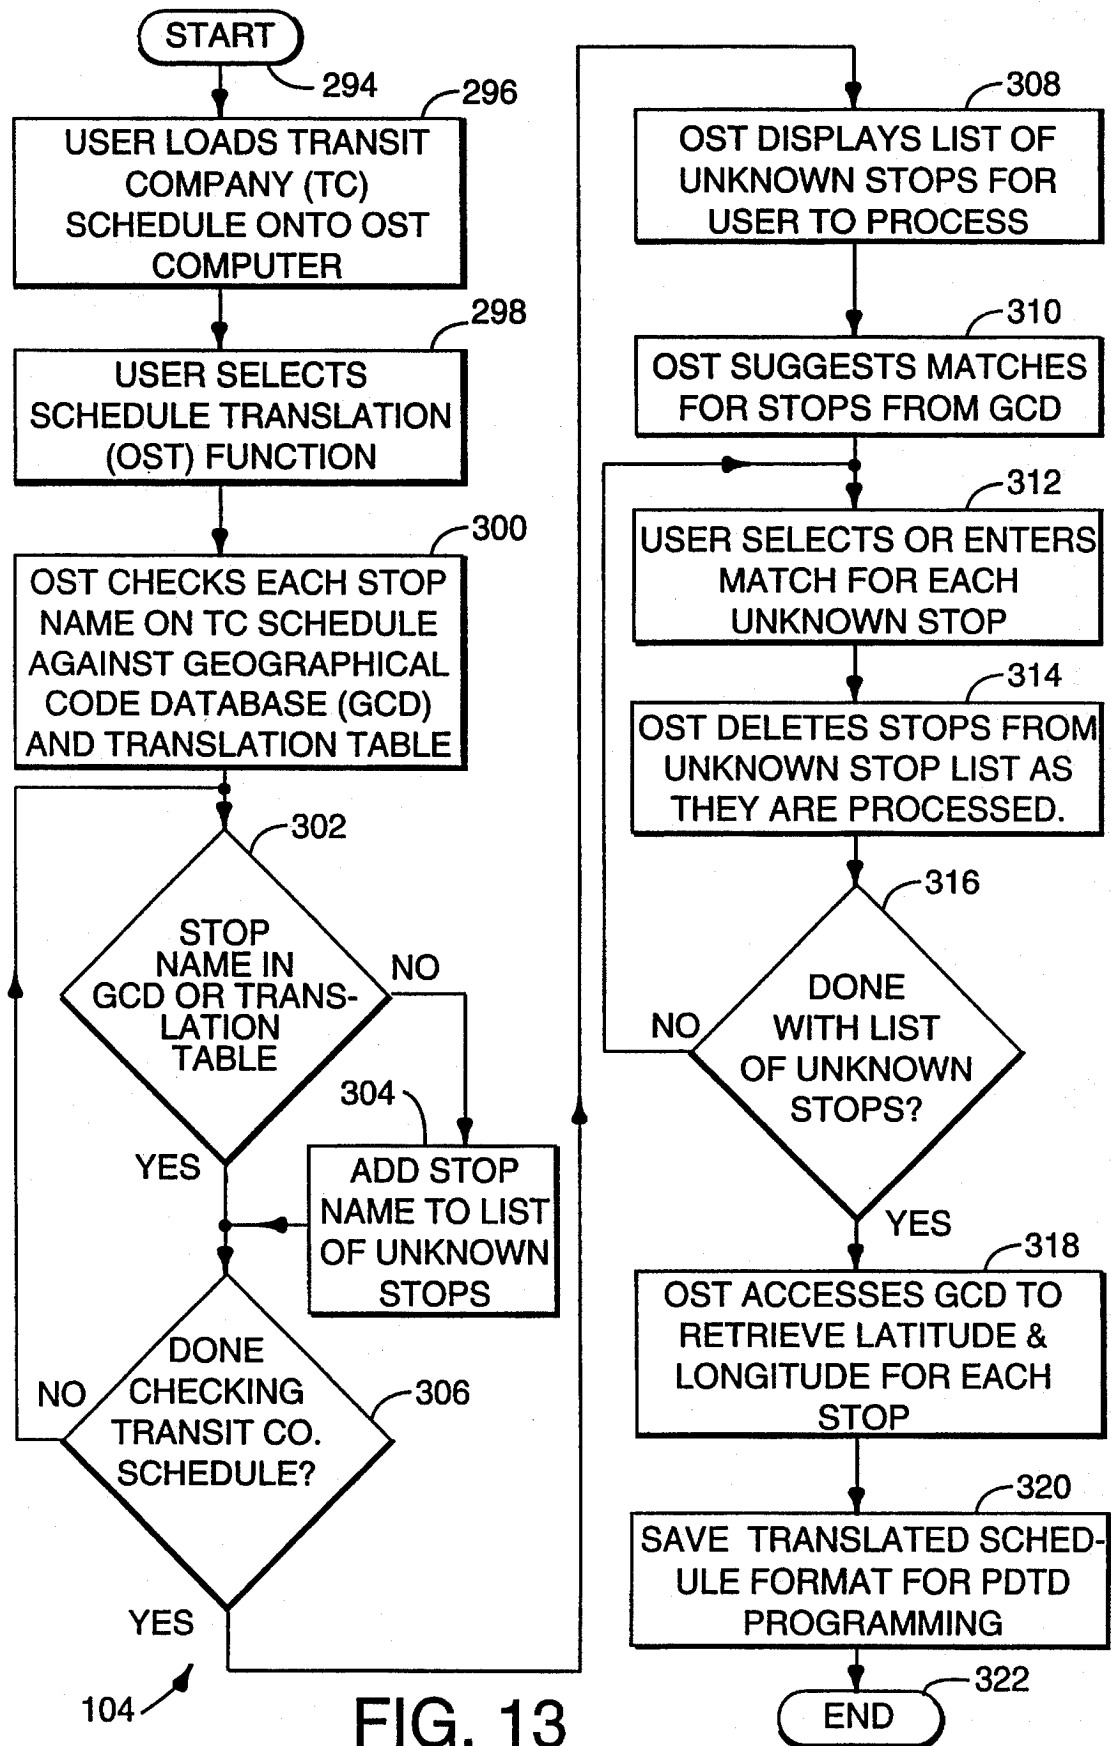 START
294
296
USER LOADS TRANSIT
COMPANY (TC)
SCHEDULE ONTO OST
COMPUTER
298
USER SELECTS
SCHEDULE TRANSLATION
(OST) FUNCTION
300
OST CHECKS EACH STOP
NAME ON TC SCHEDULE
AGAINST GEOGRAPHICAL
CODE DATABASE (GCD)
AND TRANSLATION TABLE
302
STOP
NAME IN
GCD OR TRANS-
LATION
TABLE
NO
YES
304
ADD STOP
NAME TO LIST
OF UNKNOWN
STOPS
306
DONE
CHECKING
TRANSIT CO.
SCHEDULE?
NO
YES
308
OST DISPLAYS LIST OF
UNKNOWN STOPS FOR
USER TO PROCESS
310
OST SUGGESTS MATCHES
FOR STOPS FROM GCD
312
USER SELECTS OR ENTERS
MATCH FOR EACH
UNKNOWN STOP
314
OST DELETES STOPS FROM
UNKNOWN STOP LIST AS
THEY ARE PROCESSED.
316
DONE
WITH LIST
OF UNKNOWN
STOPS?
NO
YES
318
OST ACCESSES GCD TO
RETRIEVE LATITUDE &
LONGITUDE FOR EACH
STOP
320
SAVE TRANSLATED SCHED-
ULE FORMAT FOR PDTD
PROGRAMMING
322
END
104
FIG. 13